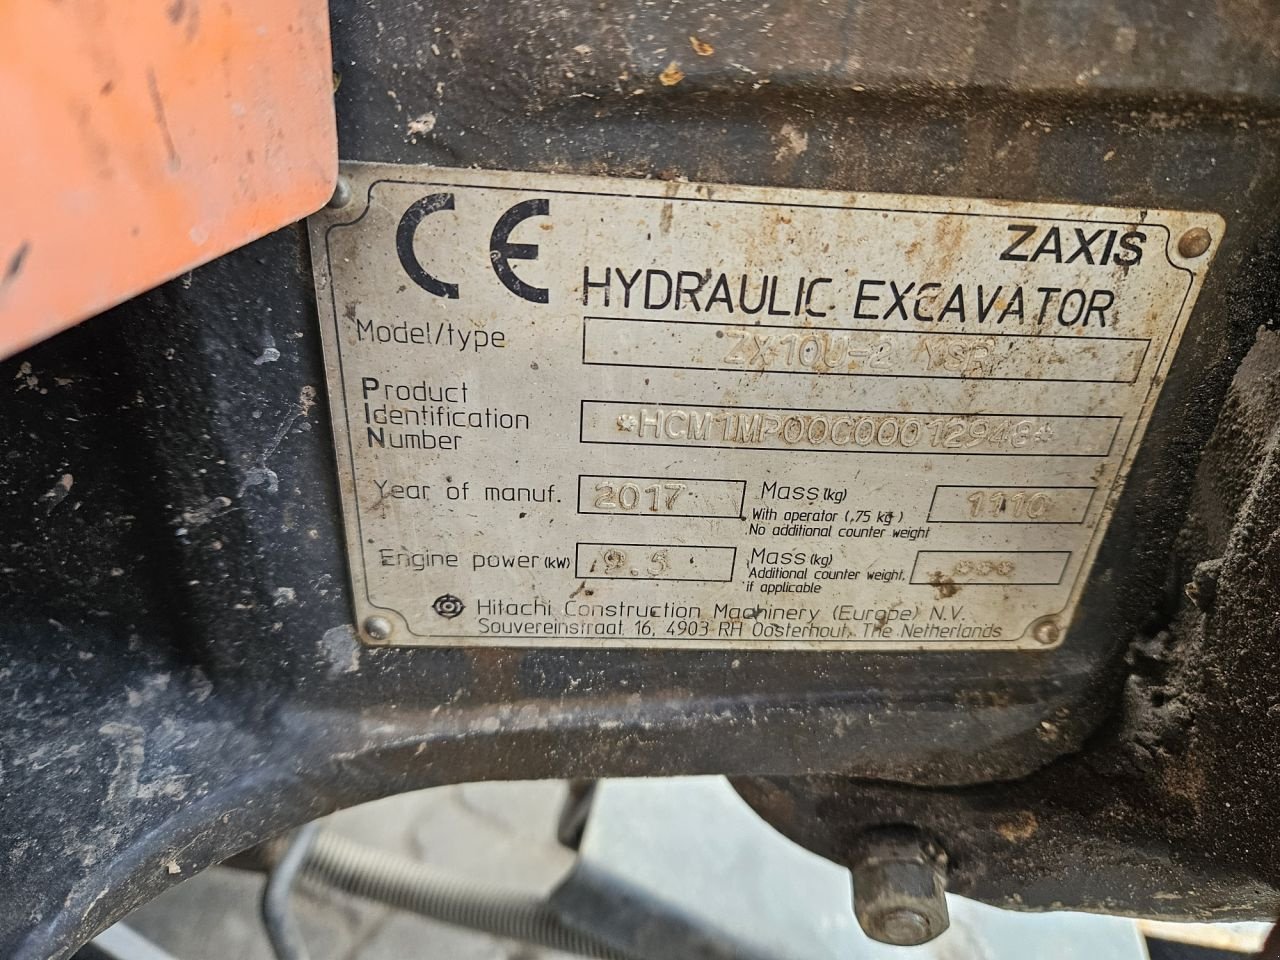 CE
ZAXIS
HYDRAULIC EXCAVATOR
Model/type ZX10U-2 YSR
Product
Identification
Number *HCM1MP00C00012948*
Year of manuf. 2017 Mass (kg) 1110
With operator (75 kg)
No additional counter weight
Engine power (kW) 9.5 Mass (kg)
Additional counter weight,
if applicable
Hitachi Construction Machinery (Europe) N.V.
Souvereinstraat 16, 4903 RH Oosterhout, The Netherlands